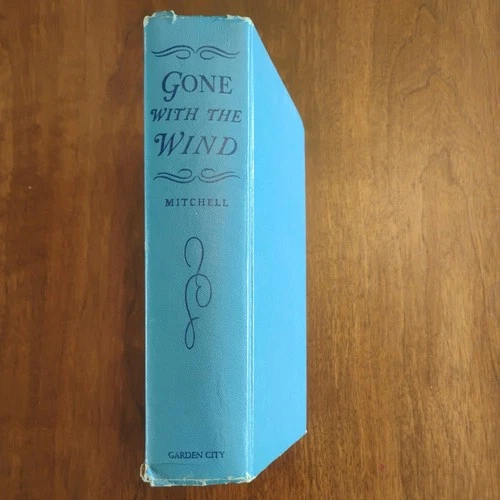 GONE
WITH THE
WIND
MITCHELL
GARDEN CITY